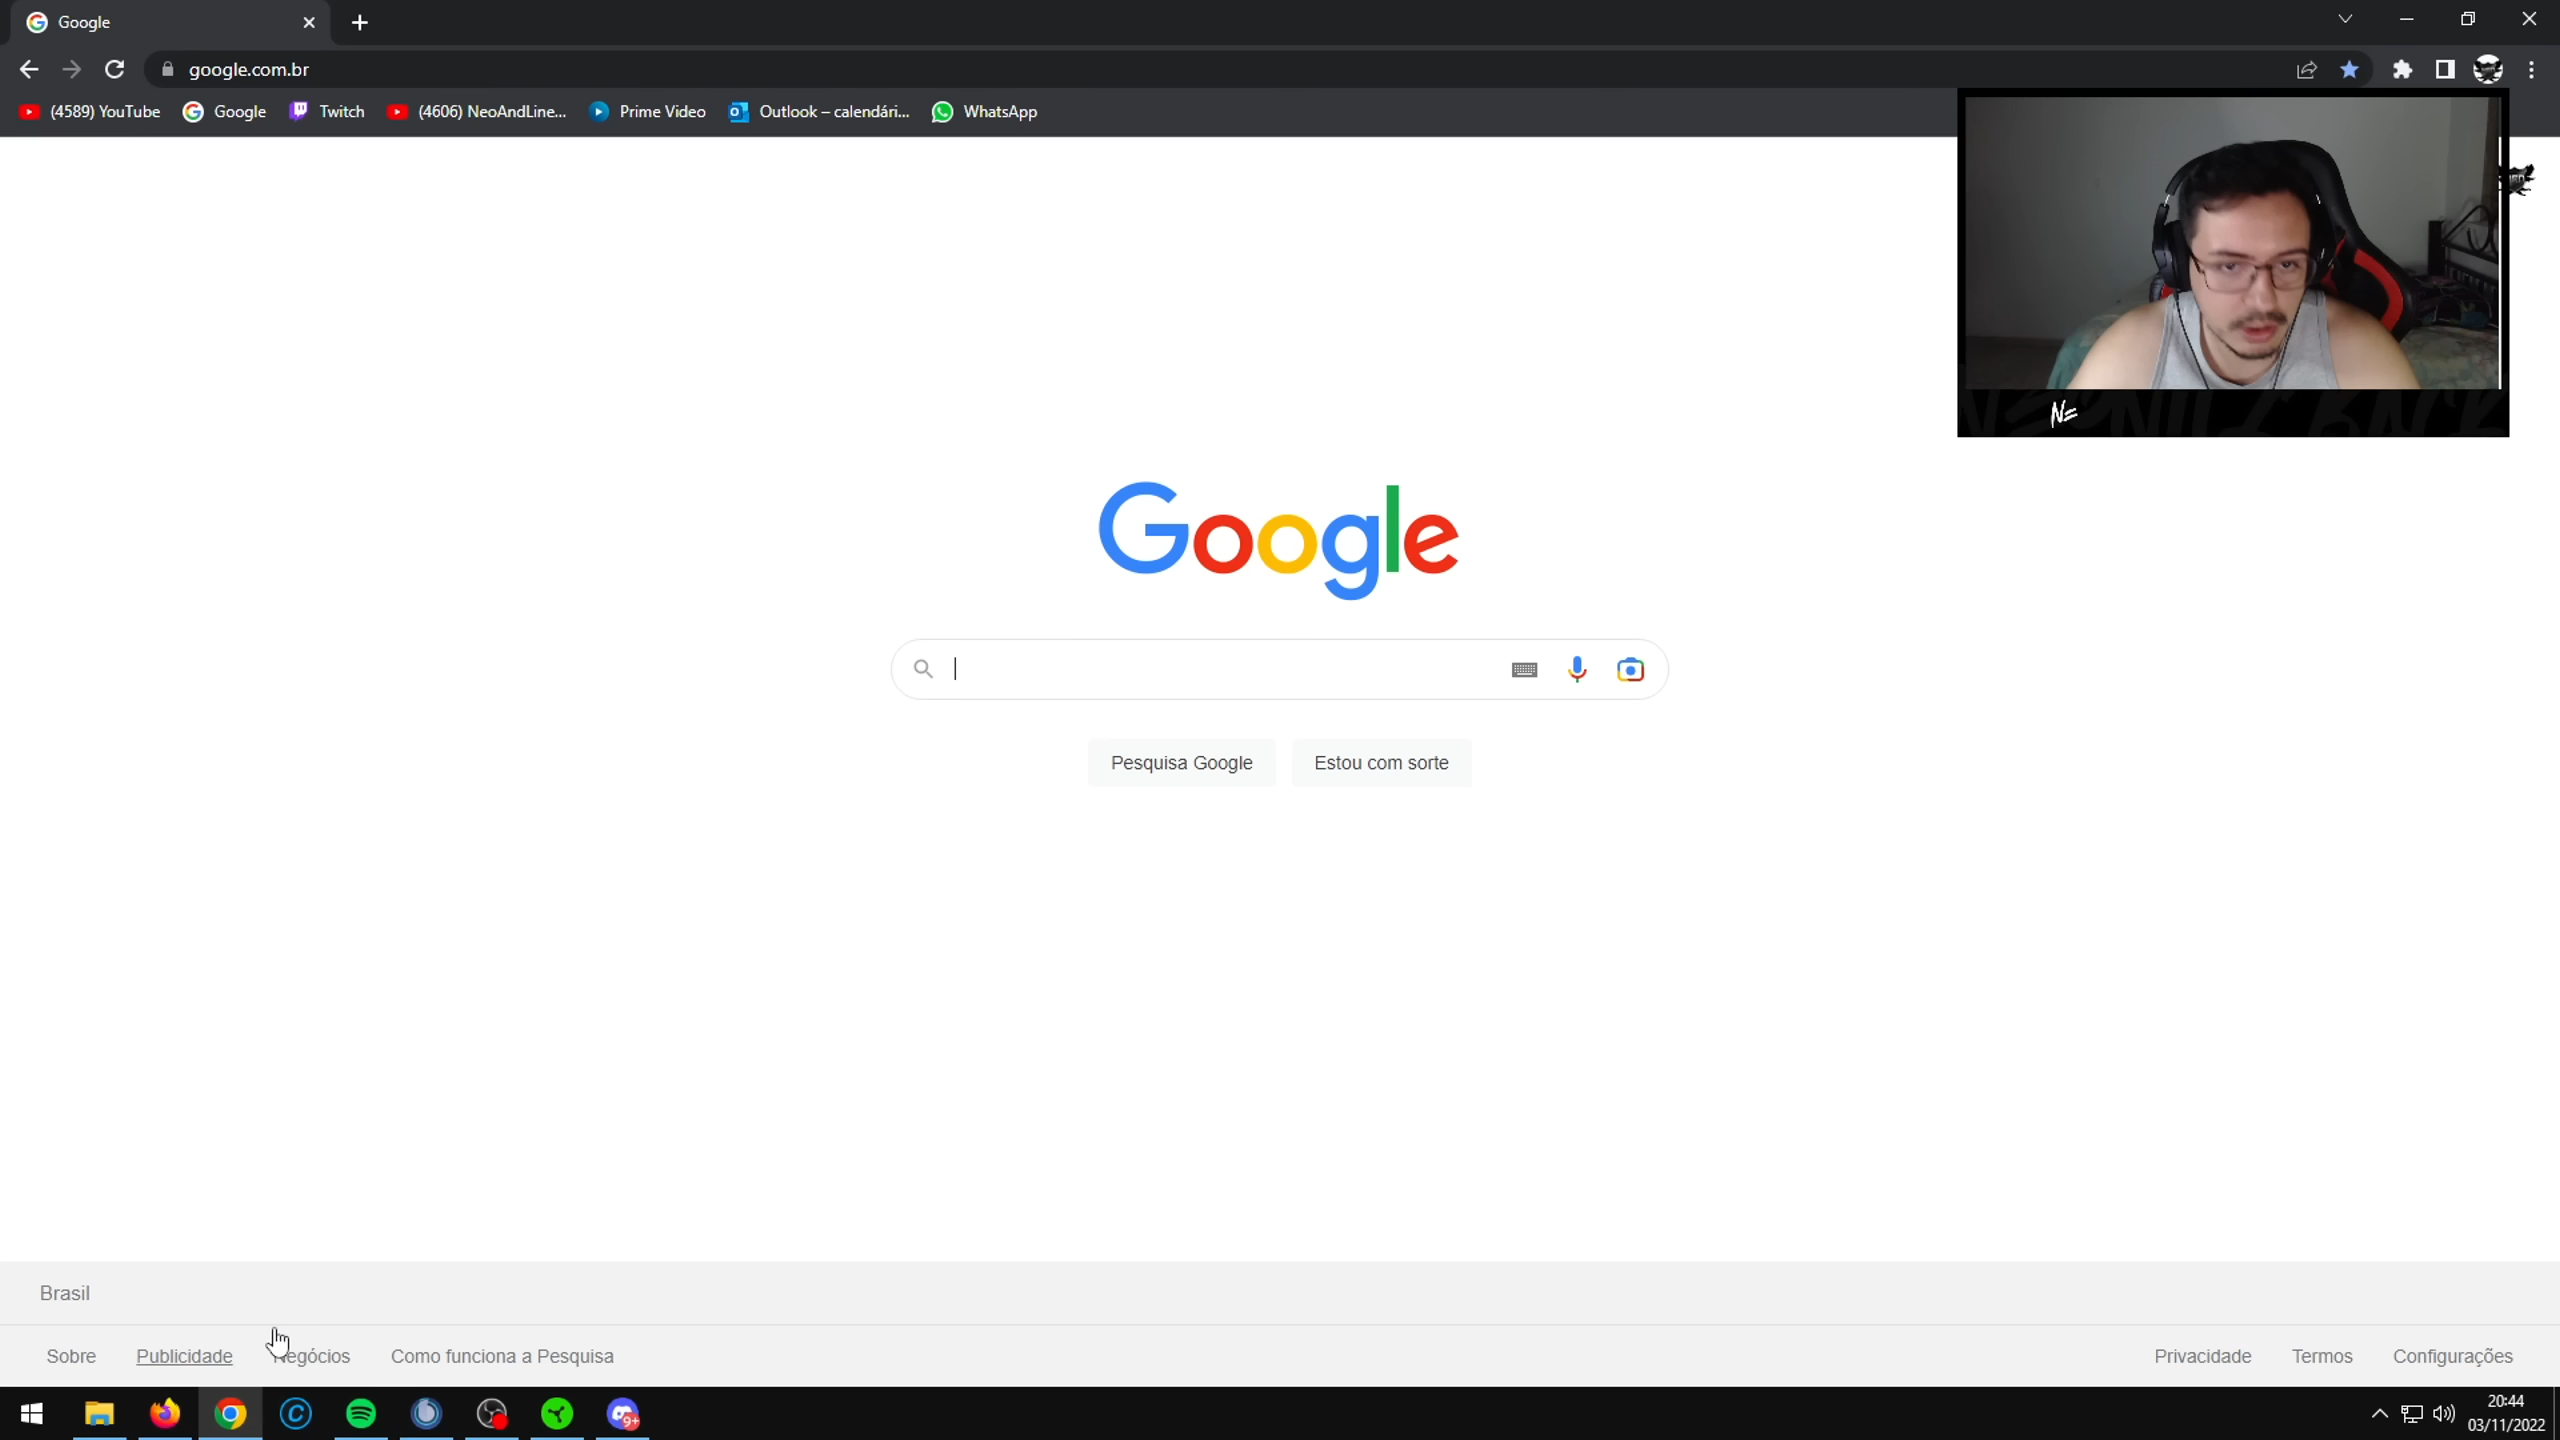 Google
google.com.br
(4589) YouTube Google Twitch (4606) NeoAndLine... Prime Video Outlook – calendári... WhatsApp
N=
Google
Pesquisa Google Estou com sorte
Brasil
Sobre Publicidade Negócios Como funciona a Pesquisa Privacidade Termos Configurações
9+
20:44
03/11/2022